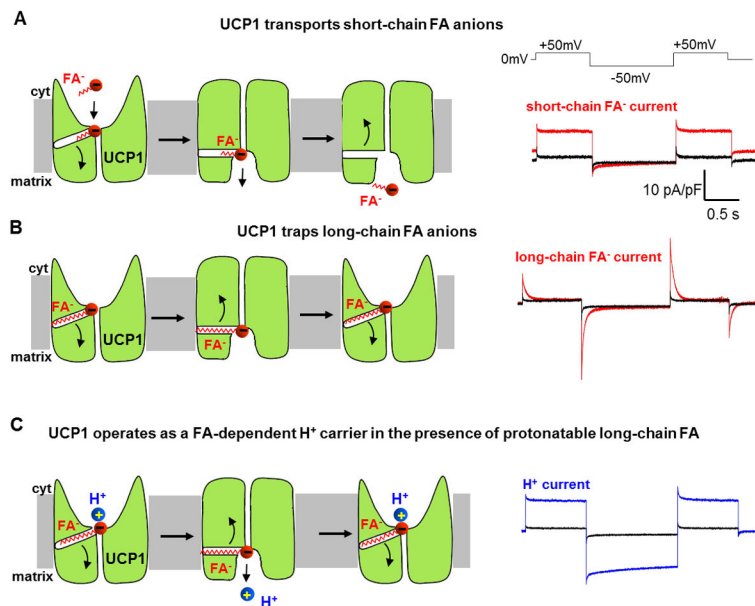 A
UCP1 transports short-chain FA anions
+50mV
+50mV
0mV
-50mV
FA-
cyt
UCP1
matrix
FA-
FA-
short-chain FA- current
10 pA/pF
0.5 s
B
UCP1 traps long-chain FA anions
cyt
FA-
UCP1
matrix
FA-
FA-
long-chain FA- current
C
UCP1 operates as a FA-dependent H+ carrier in the presence of protonatable long-chain FA
cyt
H+
+
FA-
UCP1
matrix
FA-
+
H+
H+
+
FA-
H+ current